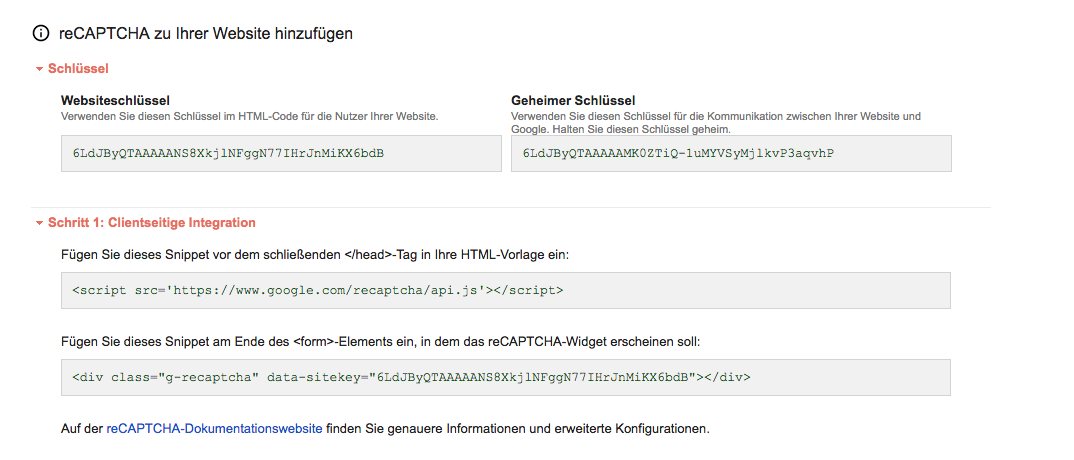 reCAPTCHA zu Ihrer Website hinzufügen
Schlüssel
Websiteschlüssel
Verwenden Sie diesen Schlüssel im HTML-Code für die Nutzer Ihrer Website.
6LdJByQTAAAAANS8XkjlNFggN77IHrJnMiKX6bdB
Geheimer Schlüssel
Verwenden Sie diesen Schlüssel für die Kommunikation zwischen Ihrer Website und
Google. Halten Sie diesen Schlüssel geheim.
6LdJByQTAAAAAMK0ZTiQ-1uMYVSyMjlkvP3aqvhP
Schritt 1: Clientseitige Integration
Fügen Sie dieses Snippet vor dem schließenden </head>-Tag in Ihre HTML-Vorlage ein:
<script src='https://www.google.com/recaptcha/api.js'></script>
Fügen Sie dieses Snippet am Ende des <form>-Elements ein, in dem das reCAPTCHA-Widget erscheinen soll:
<div class="g-recaptcha" data-sitekey="6LdJByQTAAAAANS8XkjlNFggN77IHrJnMiKX6bdB"></div>
Auf der reCAPTCHA-Dokumentationswebsite finden Sie genauere Informationen und erweiterte Konfigurationen.